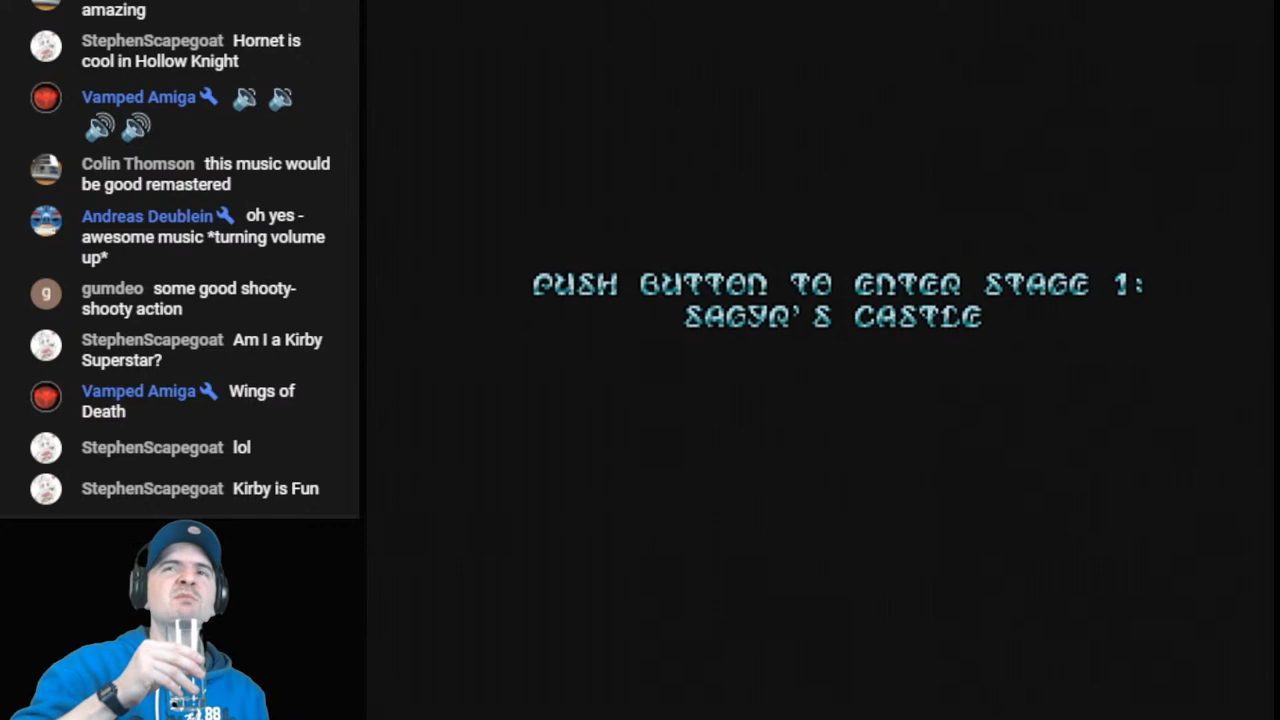 amazing
StephenScapegoat Hornet is
cool in Hollow Knight
Vamped Amiga
Colin Thomson this music would
be good remastered
Andreas Deublein oh yes -
awesome music *turning volume
up*
g
gumdeo some good shooty-
shooty action
StephenScapegoat Am I a Kirby
Superstar?
Vamped Amiga Wings of
Death
StephenScapegoat lol
StephenScapegoat Kirby is Fun
PUSH BUTTON TO ENTER STAGE 1:
SAGYR'S CASTLE
88